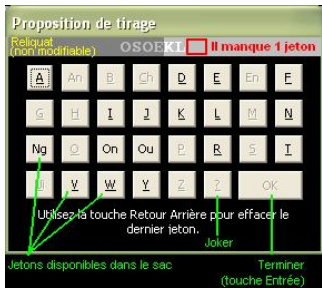 Proposition de tirage
Reliquat
(non modifiable) OSOEKL Il manque 1 jeton
A An B Ch D E En F
G H I J K L M N
Ng O On Ou P R S T
U V W Y Z ? OK
Utilisez la touche Retour Arrière pour effacer le
dernier jeton.
Joker
Jetons disponibles dans le sac Terminer
(touche Entrée)